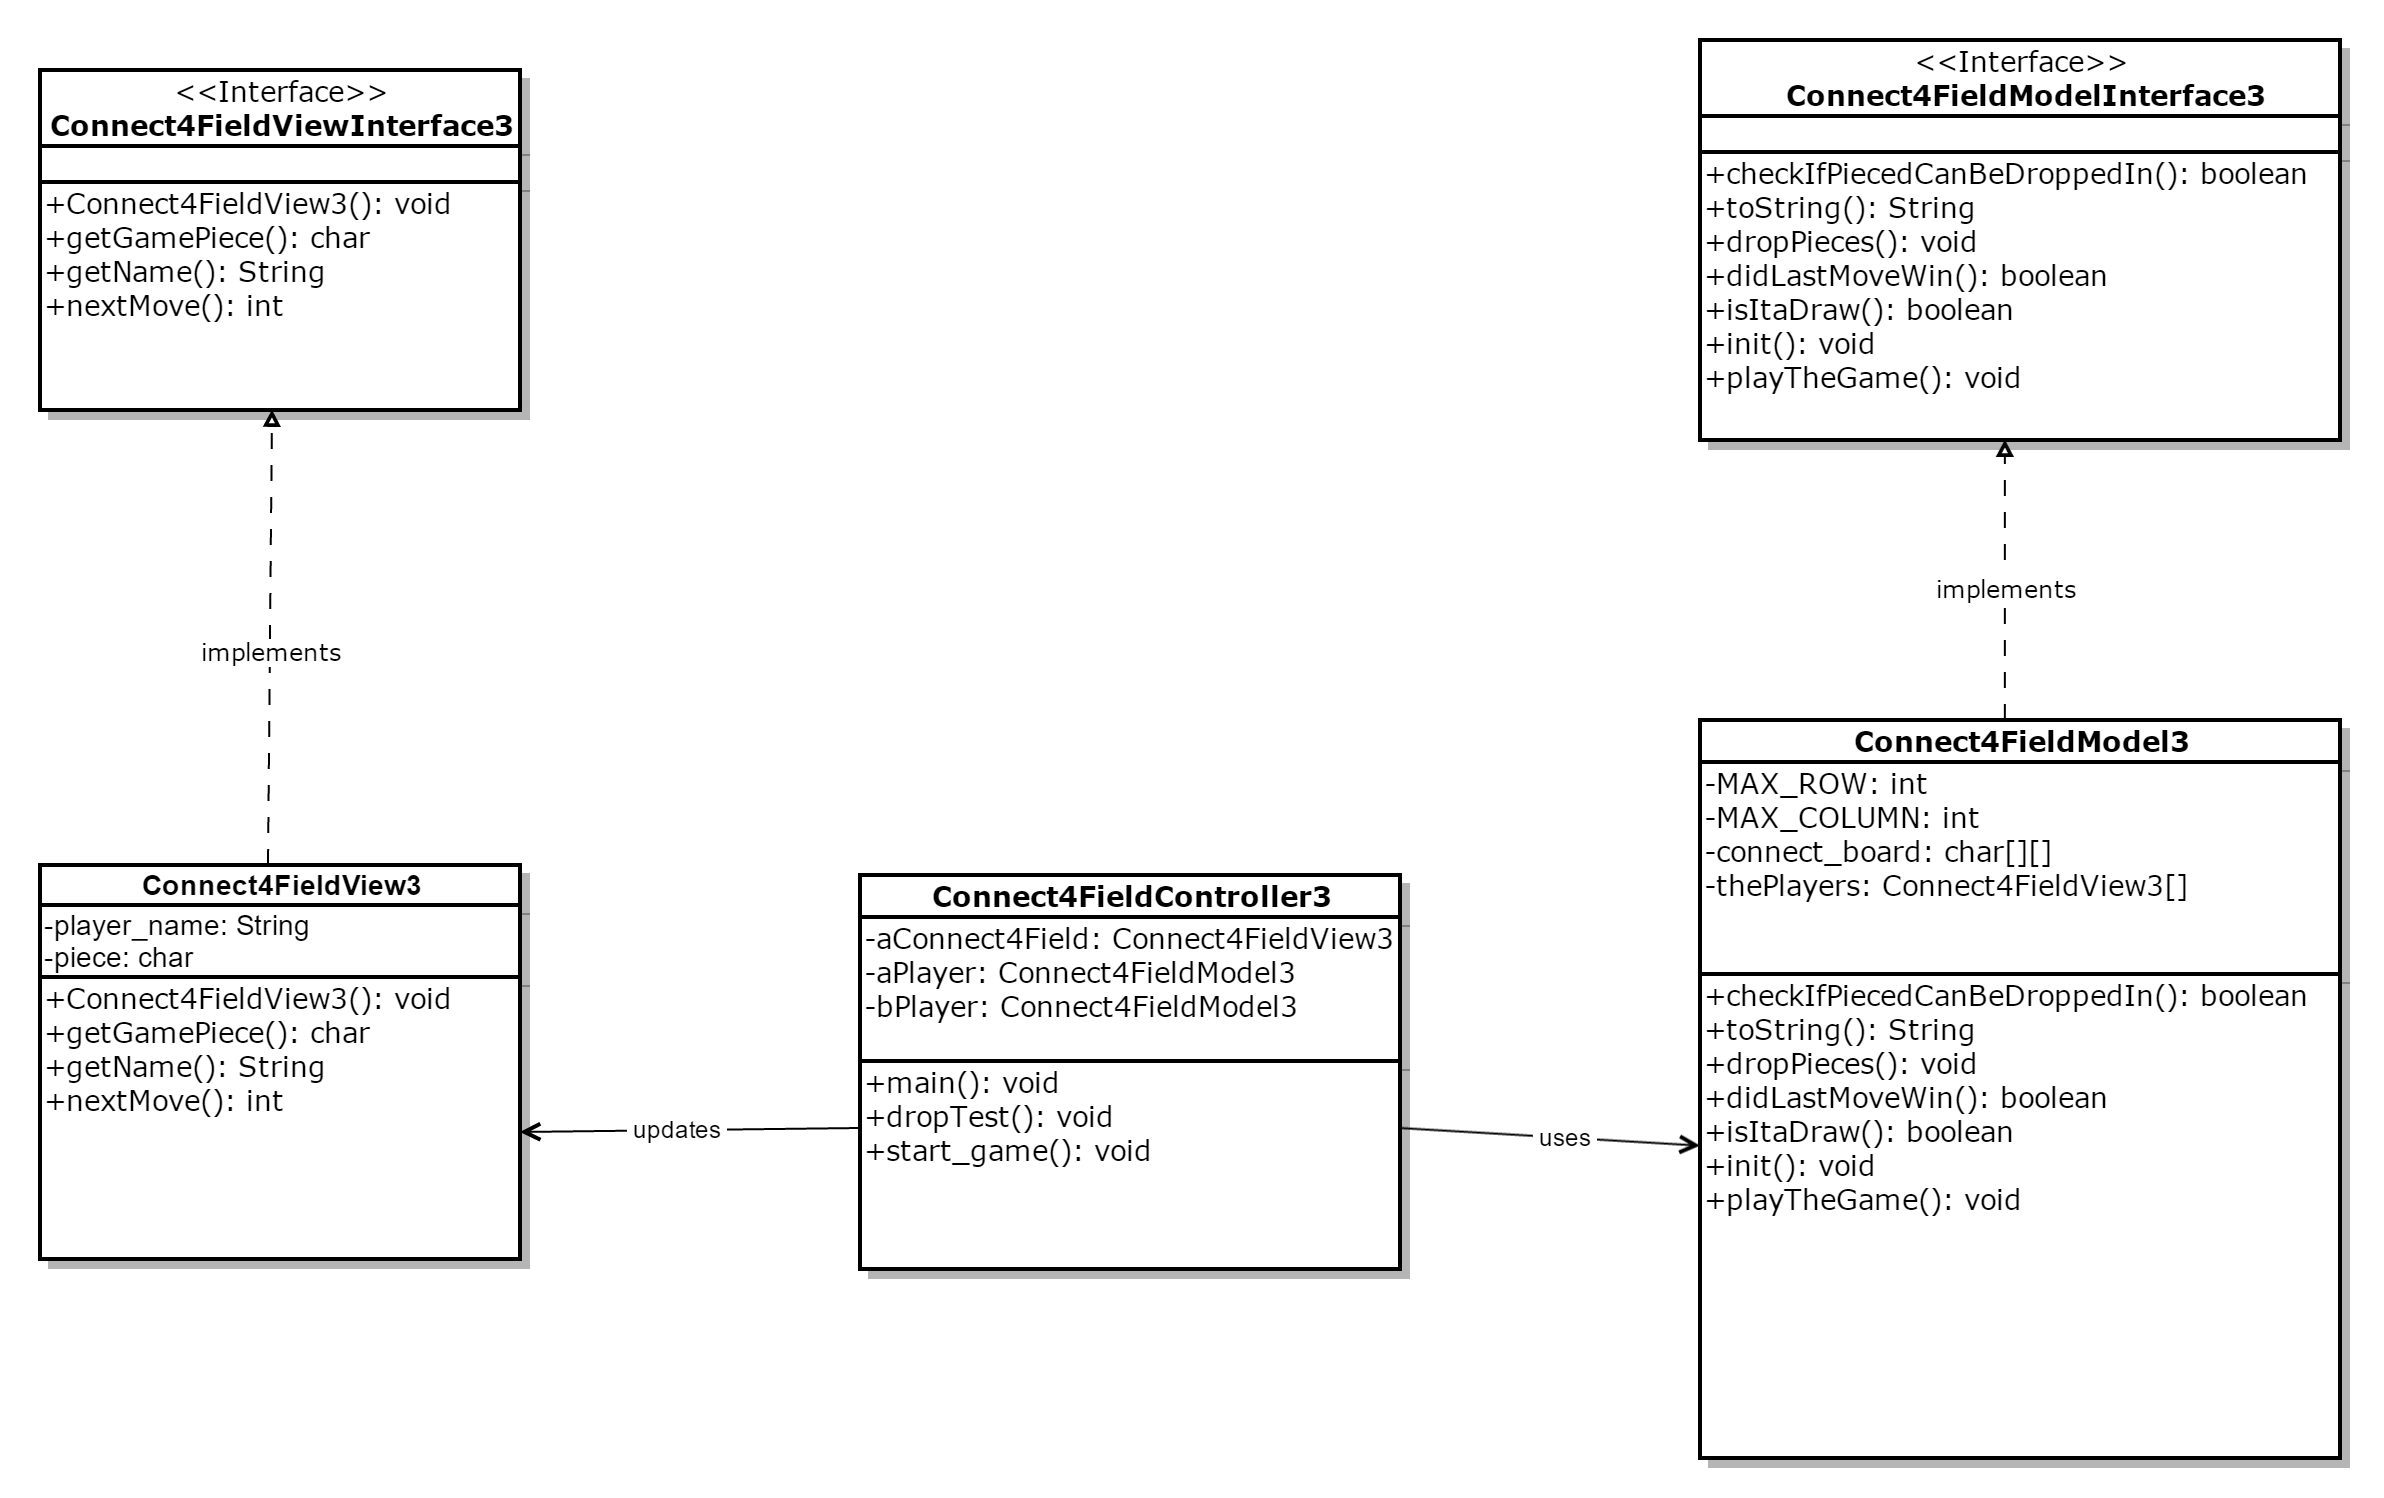 <<Interface>>
Connect4FieldViewInterface3
+Connect4FieldView3(): void
+getGamePiece(): char
+getName(): String
+nextMove(): int
<<Interface>>
Connect4FieldModelInterface3
+checkIfPiecedCanBeDroppedIn(): boolean
+toString(): String
+dropPieces(): void
+didLastMoveWin(): boolean
+isItaDraw(): boolean
+init(): void
+playTheGame(): void
implements
implements
Connect4FieldView3
-player_name: String
-piece: char
+Connect4FieldView3(): void
+getGamePiece(): char
+getName(): String
+nextMove(): int
updates
Connect4FieldController3
-aConnect4Field: Connect4FieldView3
-aPlayer: Connect4FieldModel3
-bPlayer: Connect4FieldModel3
+main(): void
+dropTest(): void
+start_game(): void
uses
Connect4FieldModel3
-MAX_ROW: int
-MAX_COLUMN: int
-connect_board: char[][]
-thePlayers: Connect4FieldView3[]
+checkIfPiecedCanBeDroppedIn(): boolean
+toString(): String
+dropPieces(): void
+didLastMoveWin(): boolean
+isItaDraw(): boolean
+init(): void
+playTheGame(): void